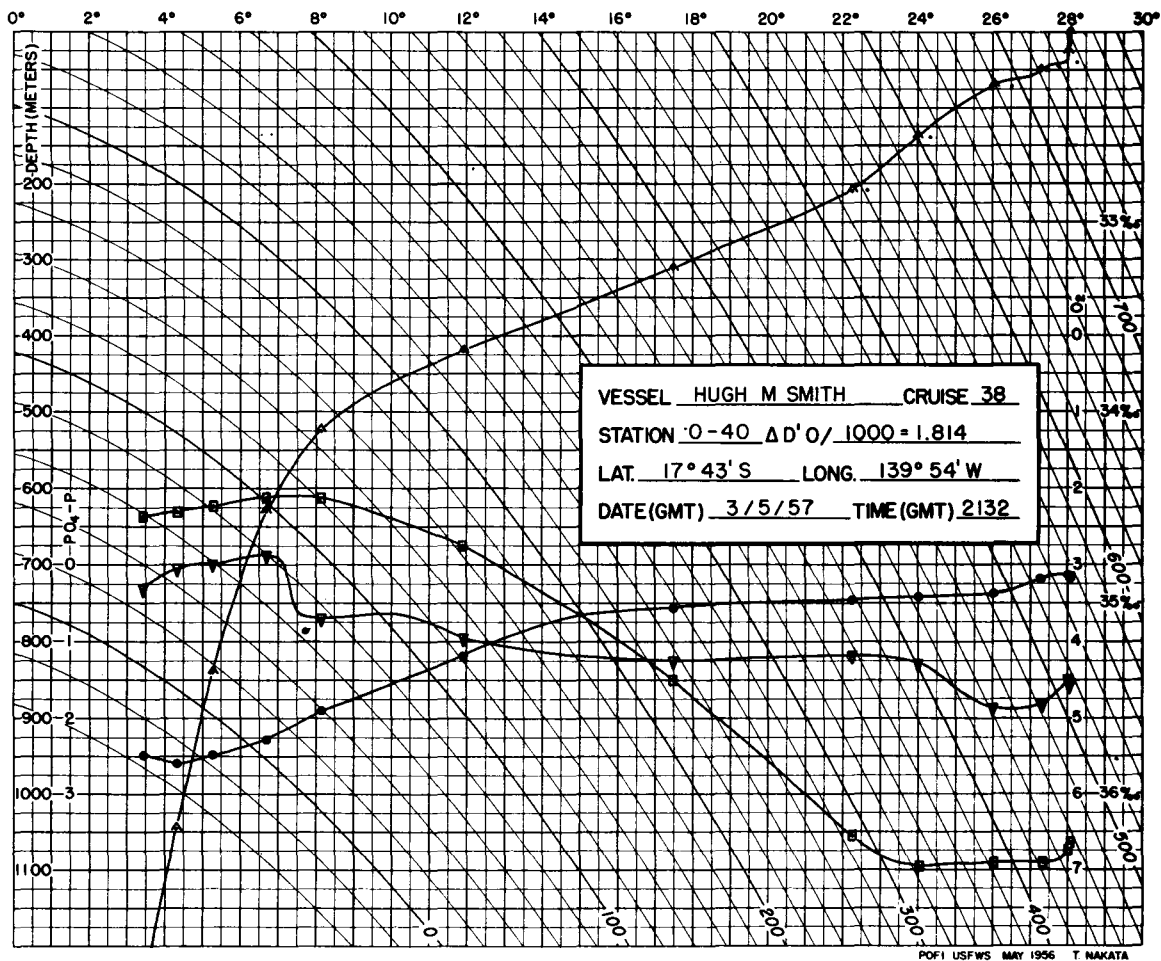 0° 2° 4° 6° 8° 10° 12° 14° 16° 18° 20° 22° 24° 26° 28° 30°
DEPTH (METERS)
200
33‰
300
O₂
700
400
0
VESSEL HUGH M SMITH CRUISE 38
500
1
34‰
STATION 0-40 Δ D' O/ 1000 = 1.814
LAT. 17° 43' S LONG. 139° 54' W
600
2
DATE (GMT) 3/5/57 TIME (GMT) 2132
PO₄-P
700 0
3
600
35‰
800 1
4
900 2
5
1000 3
6
36‰
500
1100
7
0 100 200 300 400
POFI USFWS MAY 1956 T. NAKATA